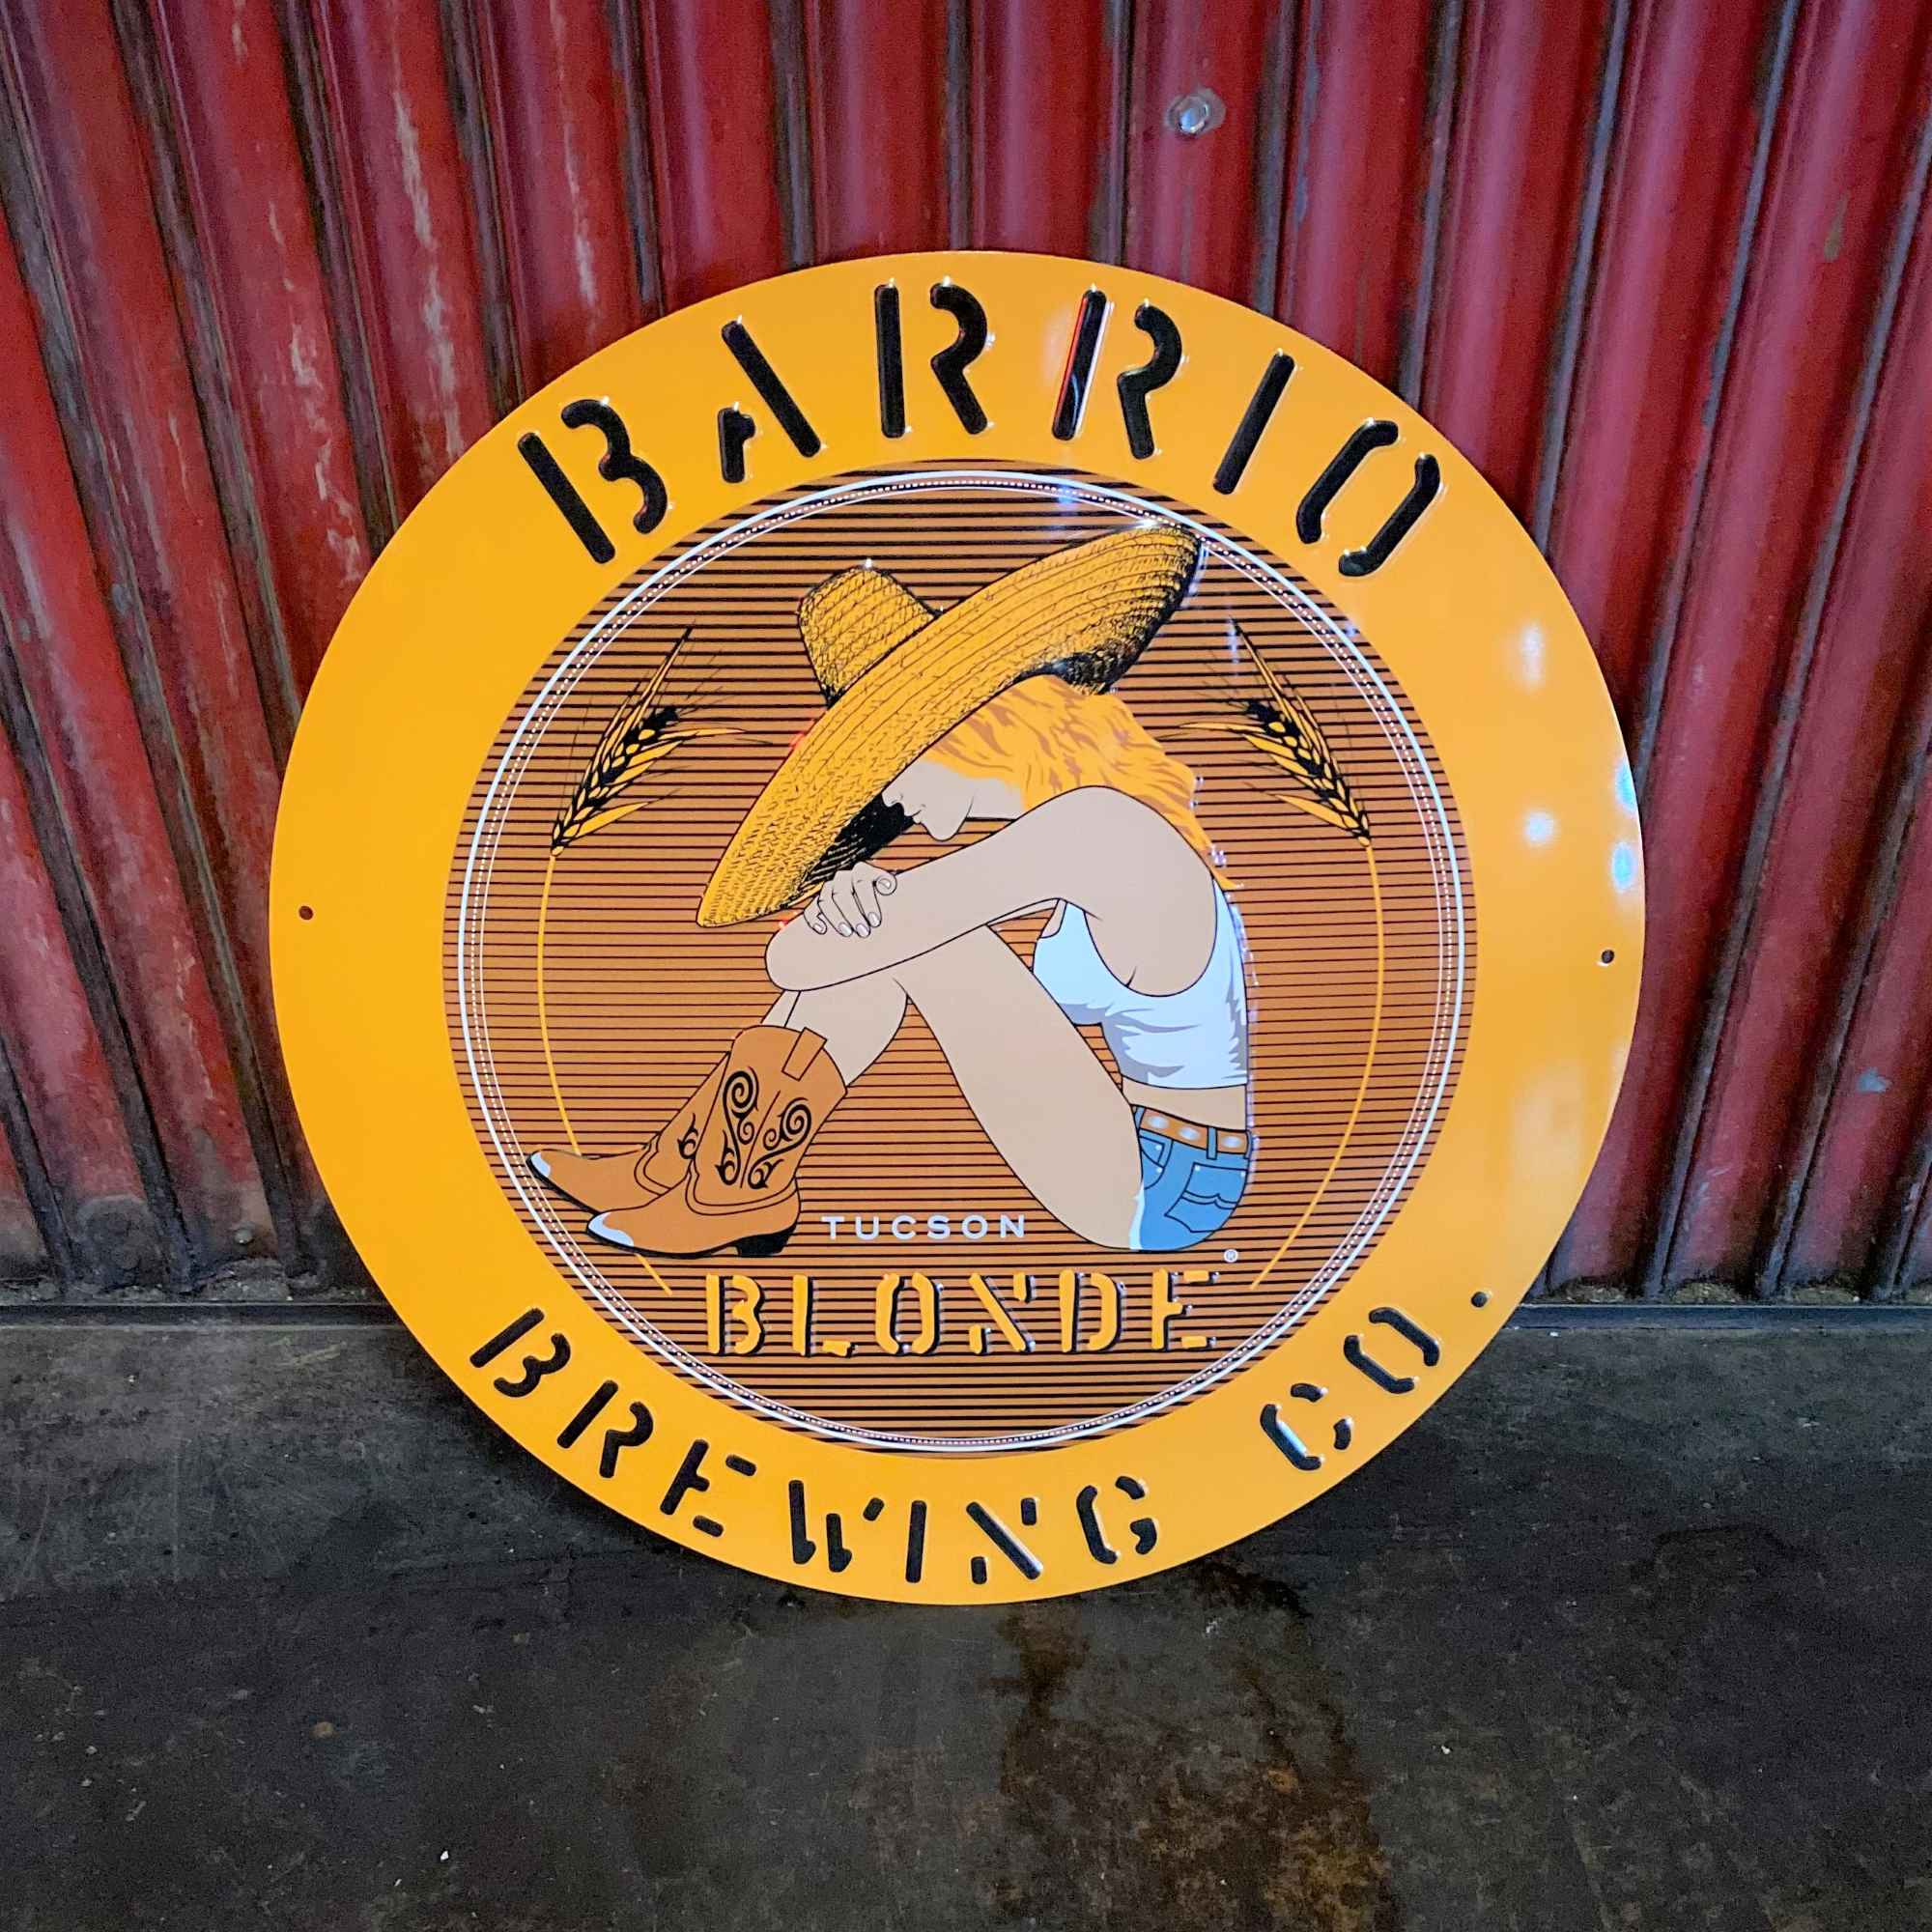 BARRIO
TUCSON
BLONDE®
BREWING CO.